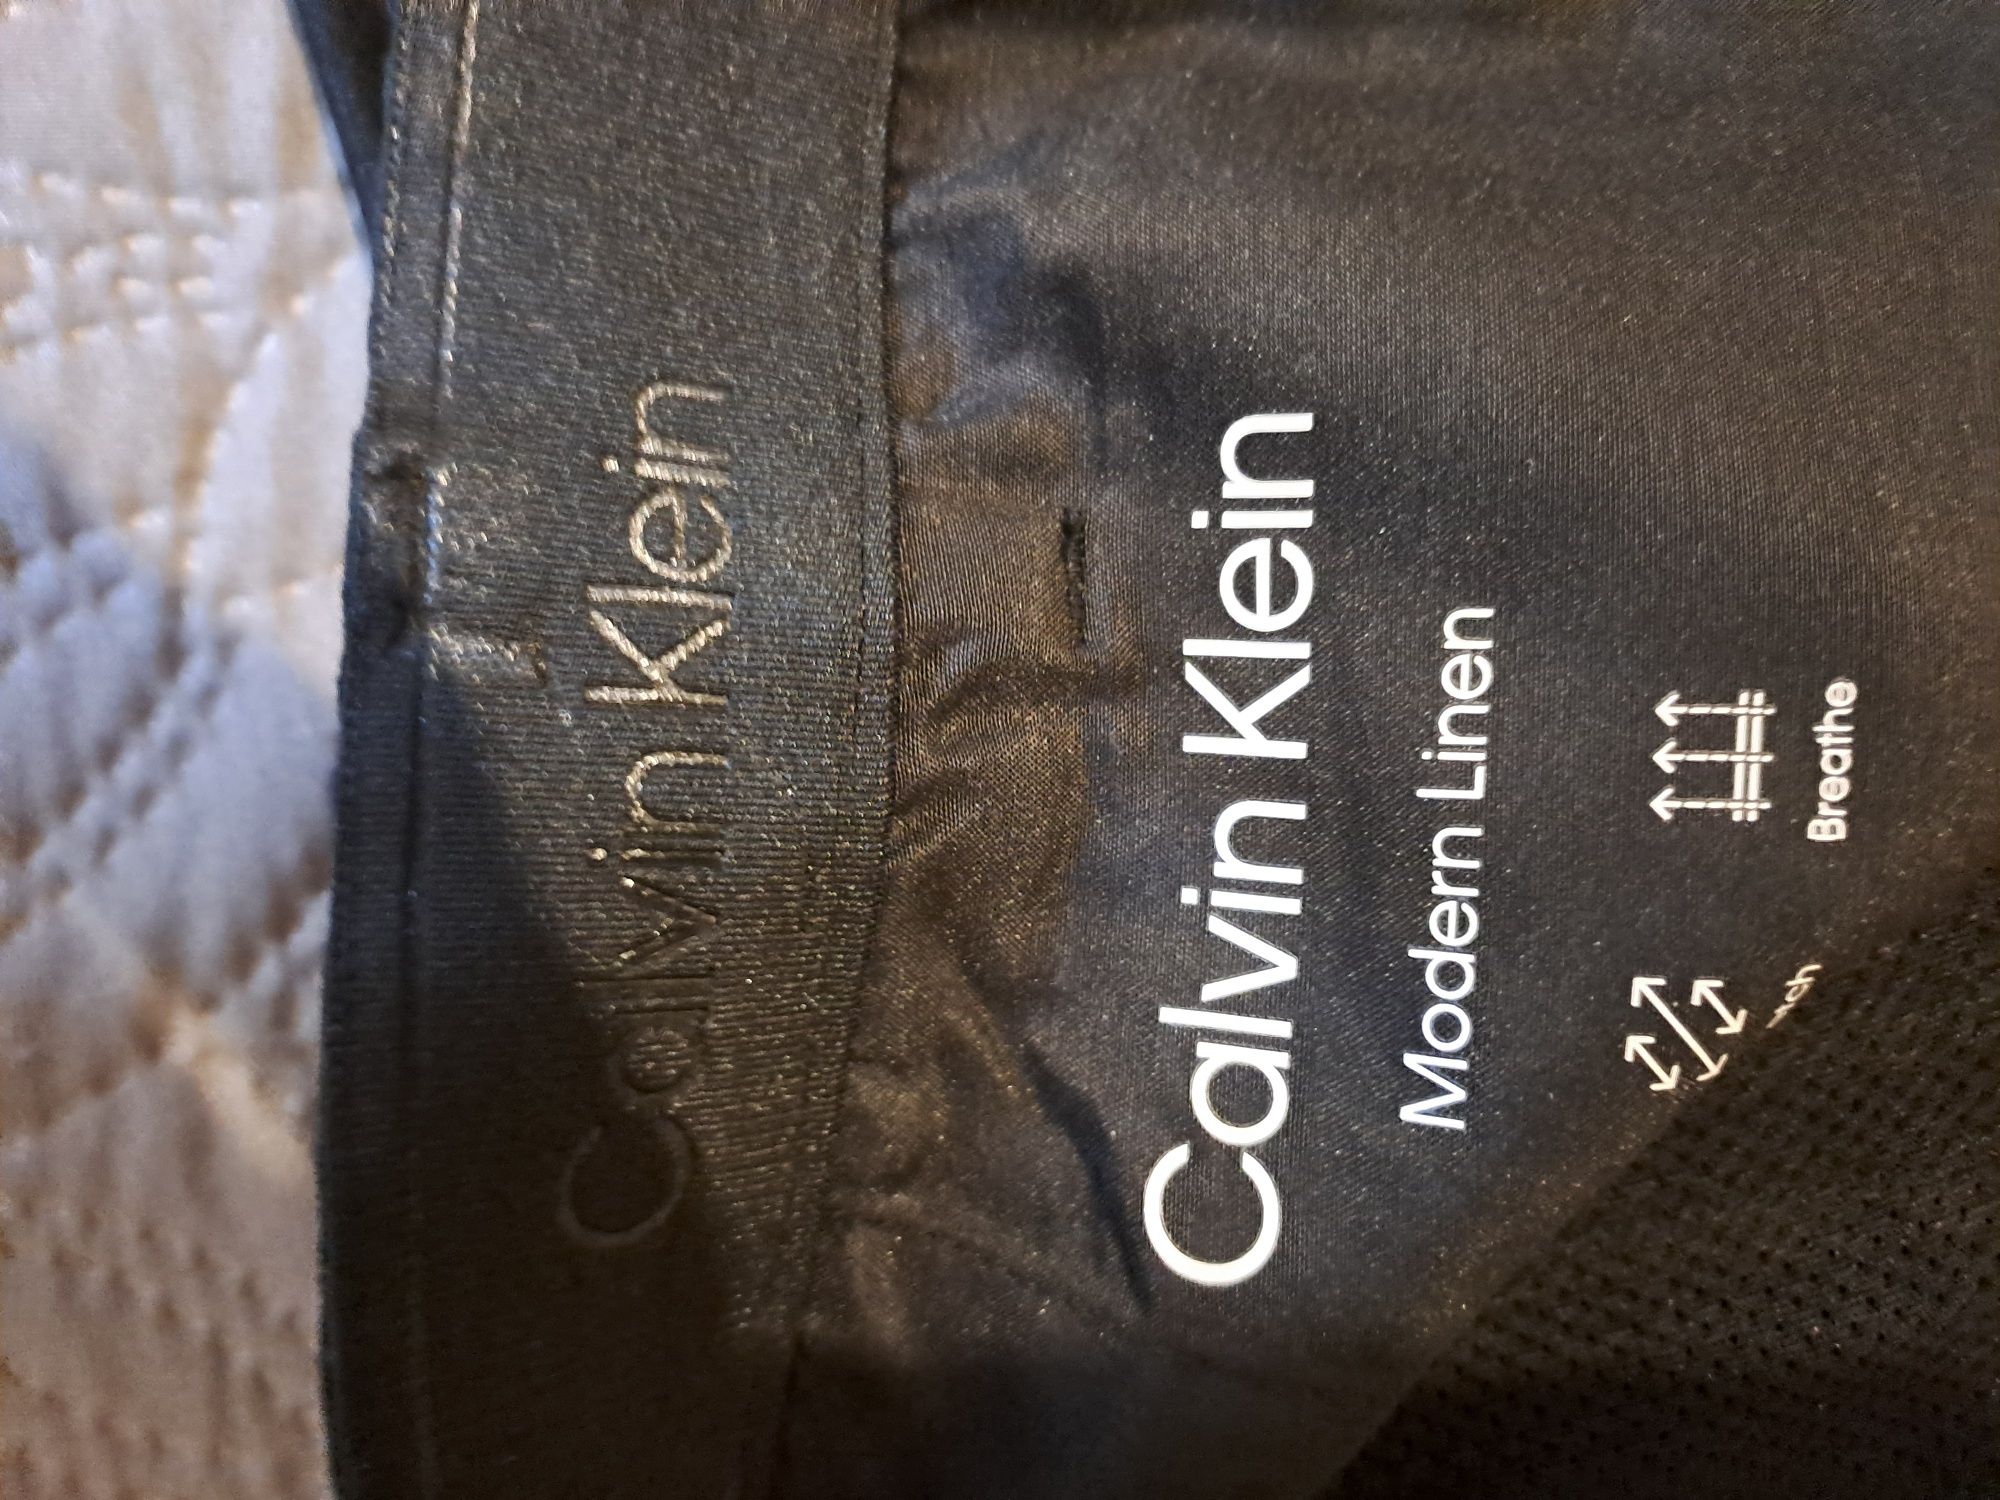 Calvin Klein
Calvin Klein
Modern Linen
Breathe